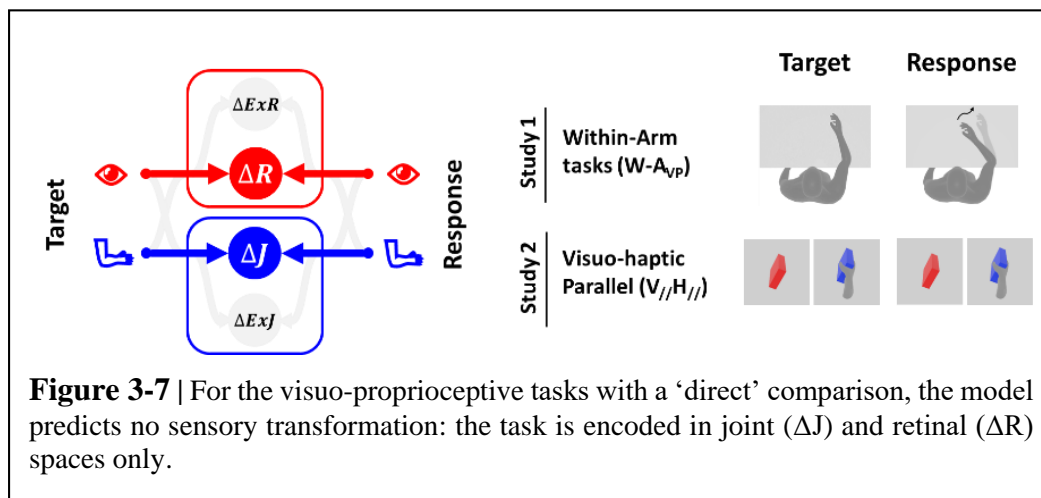 Target
ΔExR
ΔR
ΔJ
ΔExJ
Response
Target Response
Study 1
Within-Arm
tasks (W-A_VP)
Study 2
Visuo-haptic
Parallel (V_//H_//)
Figure 3-7 | For the visuo-proprioceptive tasks with a ‘direct’ comparison, the model
predicts no sensory transformation: the task is encoded in joint (ΔJ) and retinal (ΔR)
spaces only.